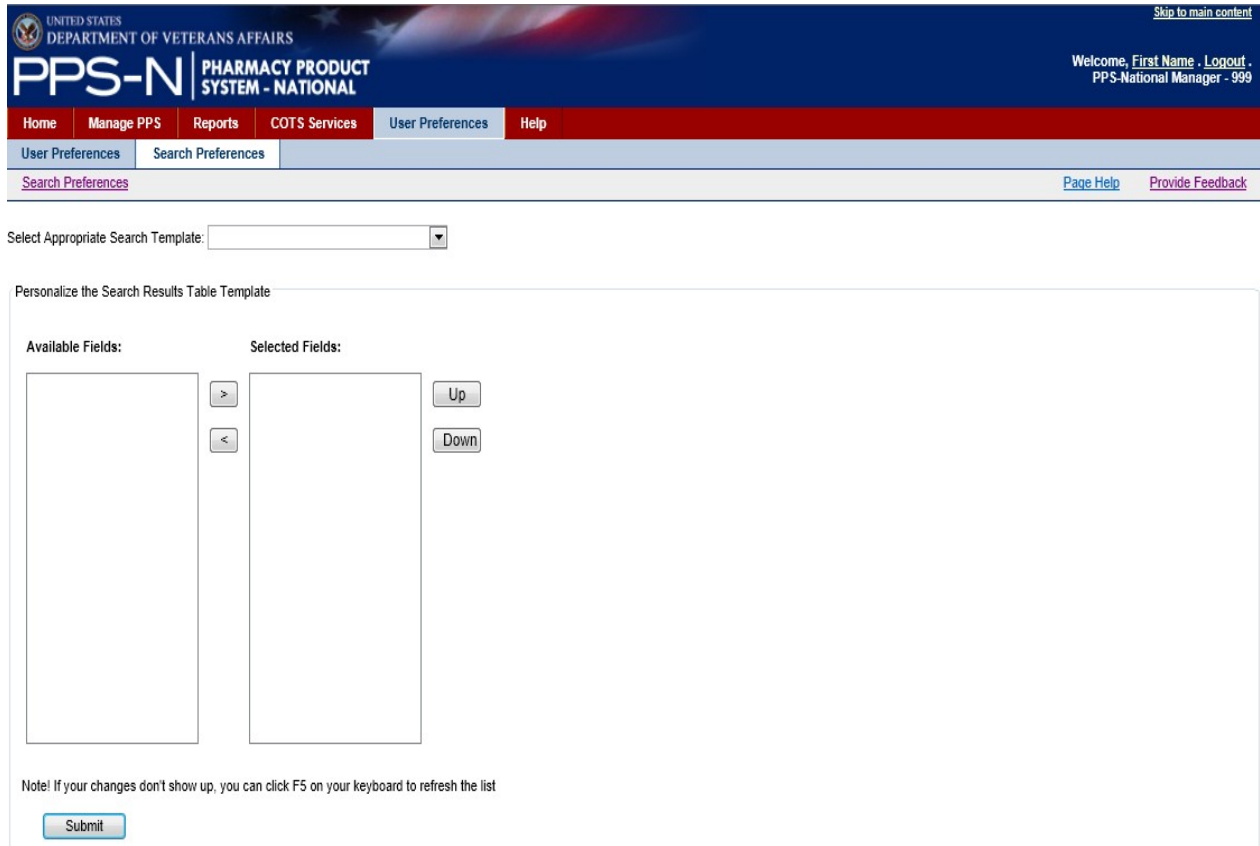 Skip to main content
UNITED STATES
DEPARTMENT OF VETERANS AFFAIRS
PPS-N PHARMACY PRODUCT
SYSTEM - NATIONAL
Welcome, First Name . Logout .
PPS-National Manager - 999
Home Manage PPS Reports COTS Services User Preferences Help
User Preferences Search Preferences
Search Preferences Page Help Provide Feedback
Select Appropriate Search Template:
Personalize the Search Results Table Template
Available Fields: Selected Fields:
> Up
< Down
Note! If your changes don't show up, you can click F5 on your keyboard to refresh the list
Submit